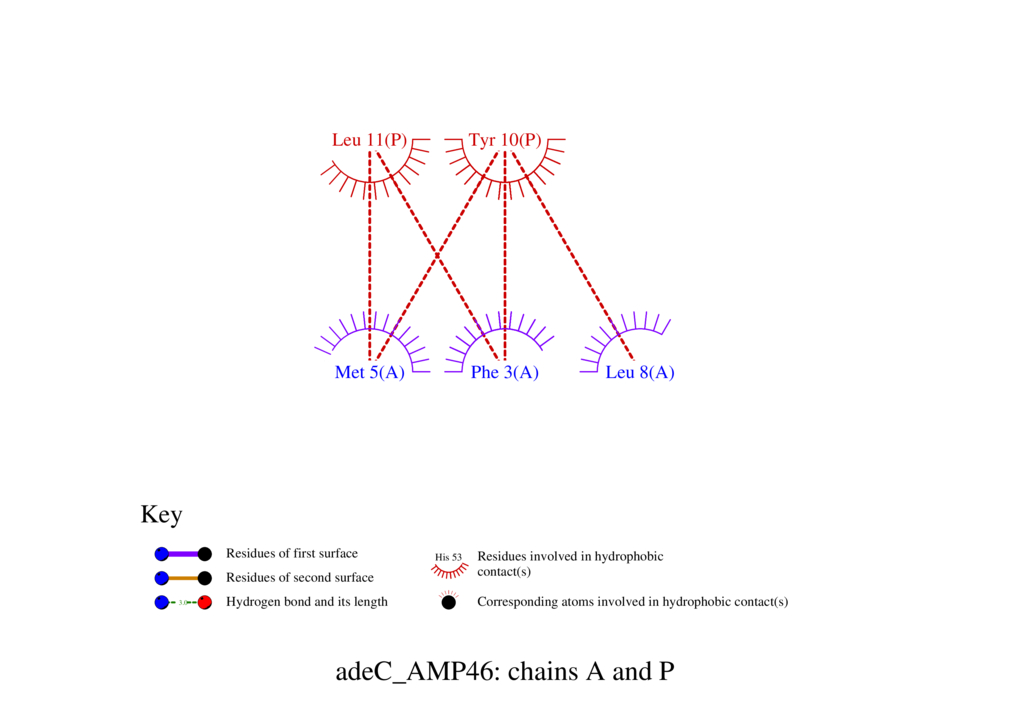 Leu 11(P) Tyr 10(P)
Met 5(A) Phe 3(A) Leu 8(A)
Key
Residues of first surface
Residues of second surface
3.0
Hydrogen bond and its length
His 53
Residues involved in hydrophobic
contact(s)
Corresponding atoms involved in hydrophobic contact(s)
adeC_AMP46: chains A and P